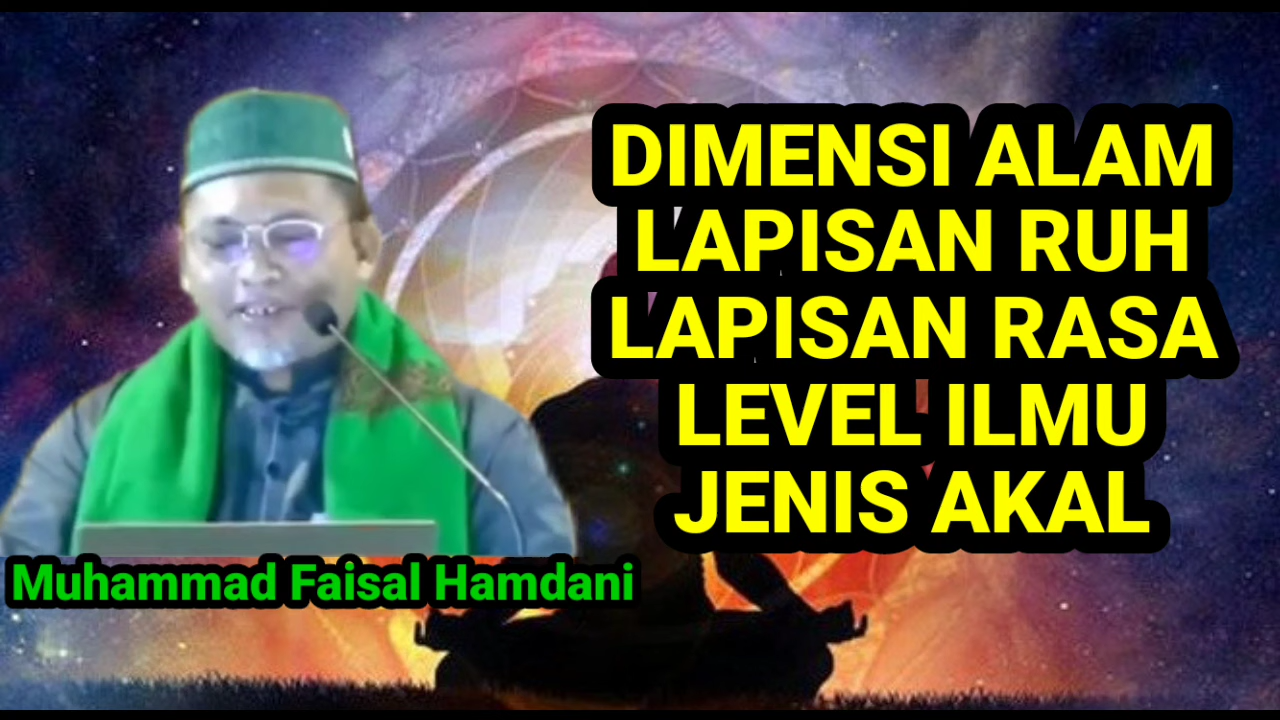 DIMENSI ALAM
LAPISAN RUH
LAPISAN RASA
LEVEL ILMU
JENIS AKAL
Muhammad Faisal Hamdani